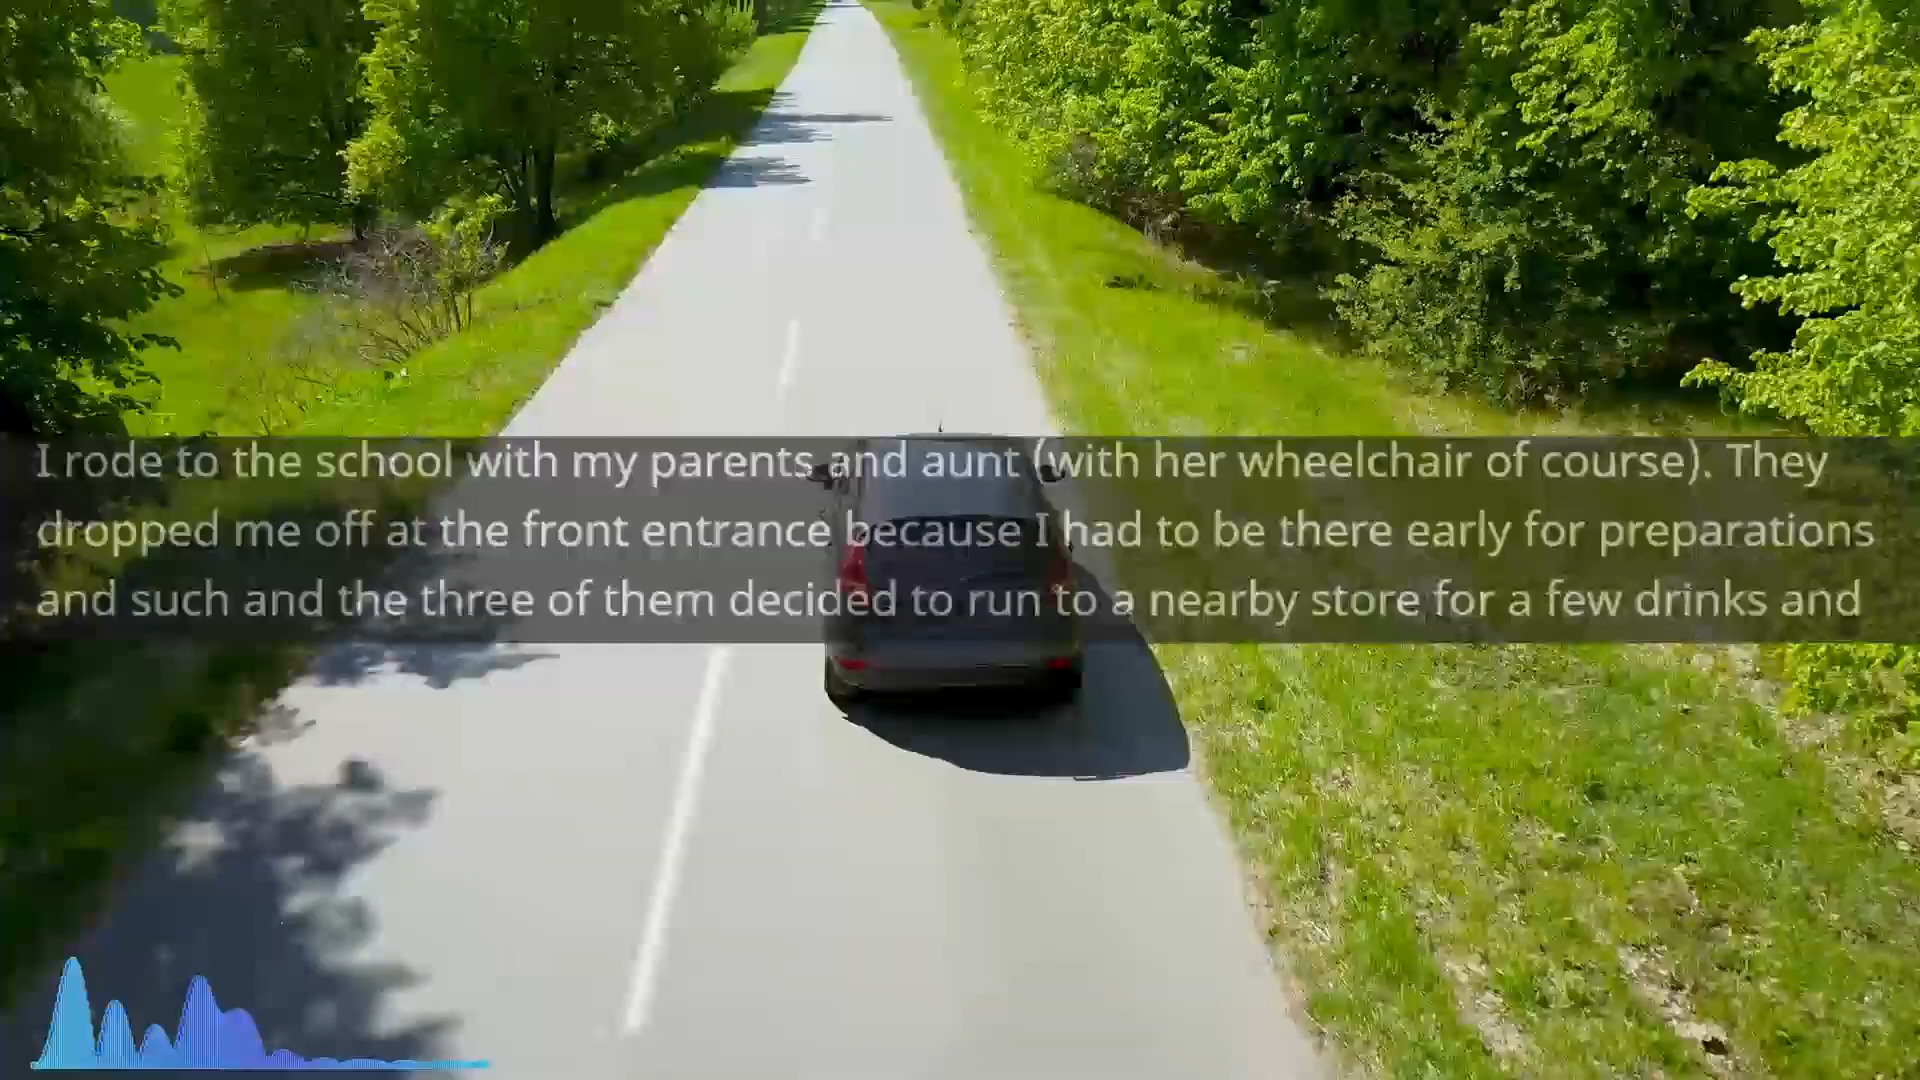 I rode to the school with my parents and aunt (with her wheelchair of course). They
dropped me off at the front entrance because I had to be there early for preparations
and such and the three of them decided to run to a nearby store for a few drinks and